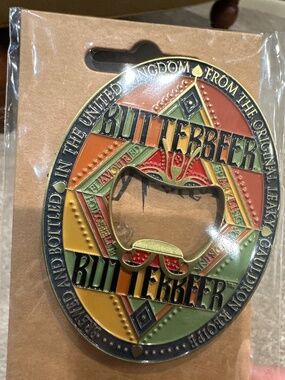 BREWED AND BOTTLED IN THE UNITED KINGDOM
FROM THE ORIGINAL LEAKY CAULDRON RECIPE
BUTTERBEER
BUTTERBEER